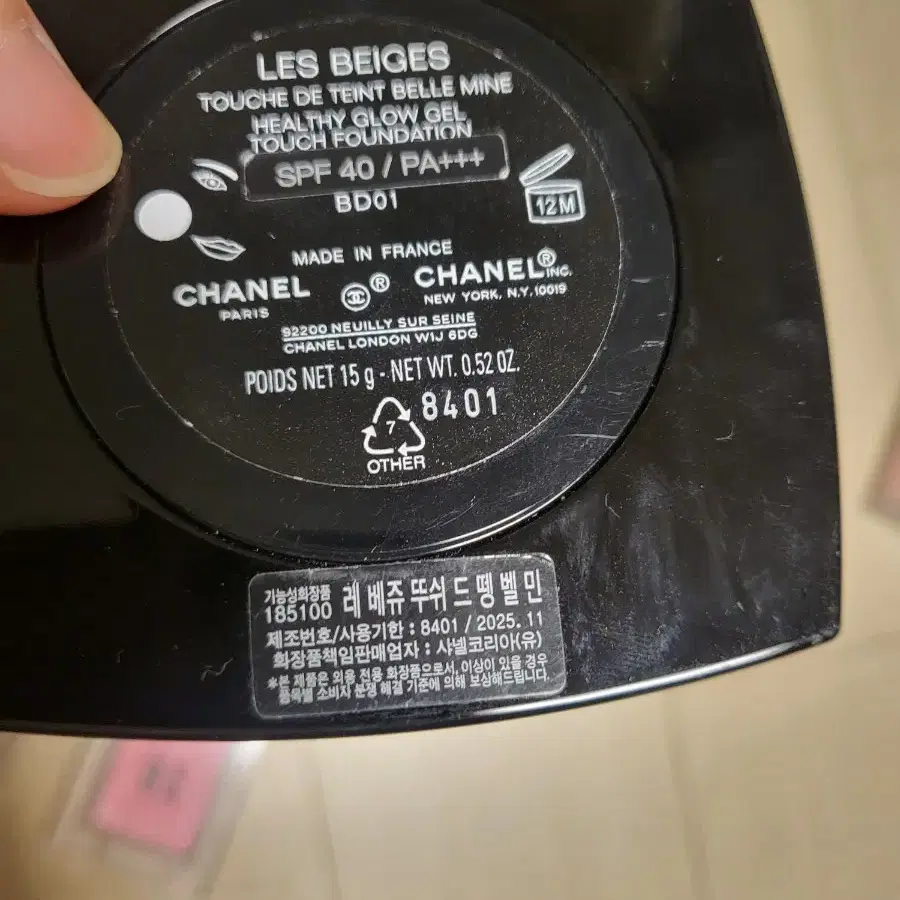 LES BEIGES
TOUCHE DE TEINT BELLE MINE
HEALTHY GLOW GEL
TOUCH FOUNDATION
SPF 40 / PA+++
BD01
12M
MADE IN FRANCE
CHANEL ® CHANEL® INC.
PARIS NEW YORK, N.Y. 10019
92200 NEUILLY SUR SEINE
CHANEL LONDON W1J 6DG
POIDS NET 15 g - NET WT. 0.52 OZ.
8401
7
OTHER
기능성화장품
185100 레 베쥬 뚜쉬 드 뗑 벨 민
제조번호/사용기한 : 8401 / 2025. 11
화장품책임판매업자 : 샤넬코리아(유)
*본 제품은 외용 전용 화장품으로서, 이상이 있을 경우
품목별 소비자 분쟁 해결 기준에 의해 보상해드립니다.